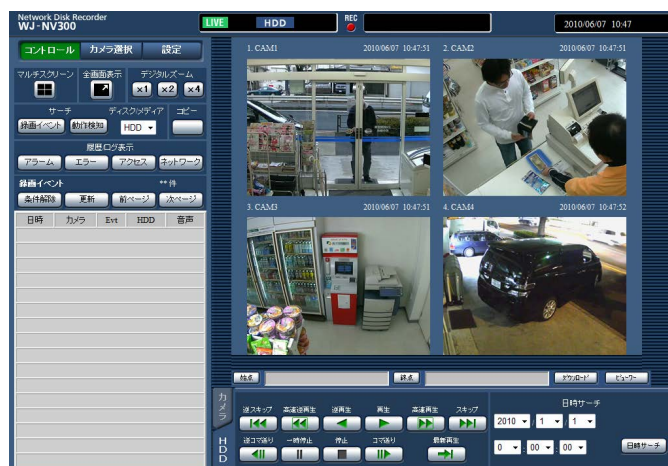 Network Disk Recorder
WJ-NV300
LIVE HDD REC
2010/06/07 10:47
コントロール カメラ選択 設定
マルチスクリーン 全画面表示 デジタルズーム
×1 ×2 ×4
サーチ ディスク/メディア コピー
録画イベント 動作検知 HDD
履歴ログ表示
アラーム エラー アクセス ネットワーク
録画イベント **件
条件解除 更新 前ページ 次ページ
日時 カメラ Evt HDD 音声
1. CAM1 2010/06/07 10:47:51
2. CAM2 2010/06/07 10:47:51
3. CAM3 2010/06/07 10:47:51
4. CAM4 2010/06/07 10:47:52
始点 終点 ダウンロード ビューワー
カメラ
HDD
逆スキップ 高速逆再生 逆再生 再生 高速再生 スキップ
逆コマ送り 一時停止 停止 コマ送り 最新再生
日時サーチ
2010 / 1 / 1
0 : 00 : 00 日時サーチ